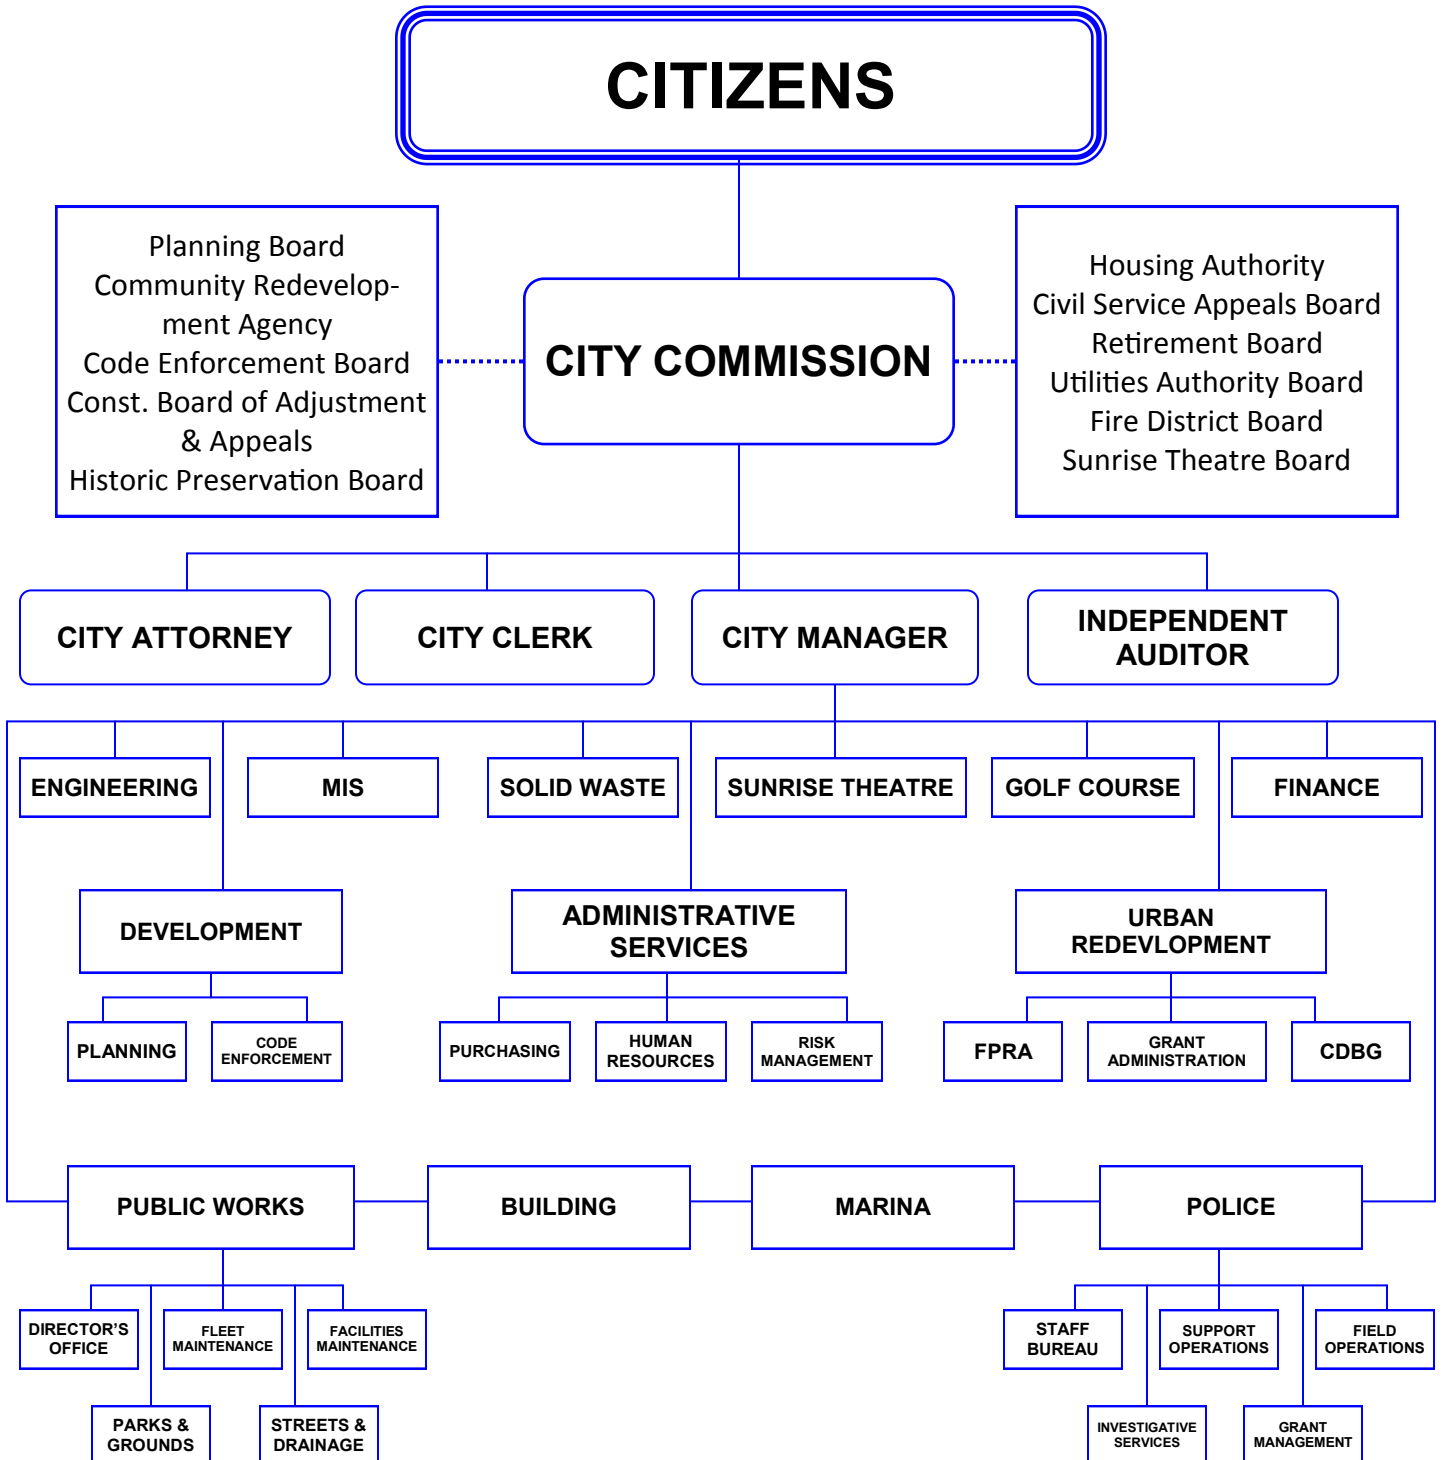 CITIZENS
Planning Board
Community Redevelop-
ment Agency
Code Enforcement Board
Const. Board of Adjustment
& Appeals
Historic Preservation Board
CITY COMMISSION
Housing Authority
Civil Service Appeals Board
Retirement Board
Utilities Authority Board
Fire District Board
Sunrise Theatre Board
CITY ATTORNEY
CITY CLERK
CITY MANAGER
INDEPENDENT
AUDITOR
ENGINEERING
MIS
SOLID WASTE
SUNRISE THEATRE
GOLF COURSE
FINANCE
DEVELOPMENT
ADMINISTRATIVE
SERVICES
URBAN
REDEVLOPMENT
PLANNING
CODE
ENFORCEMENT
PURCHASING
HUMAN
RESOURCES
RISK
MANAGEMENT
FPRA
GRANT
ADMINISTRATION
CDBG
PUBLIC WORKS
BUILDING
MARINA
POLICE
DIRECTOR'S
OFFICE
FLEET
MAINTENANCE
FACILITIES
MAINTENANCE
STAFF
BUREAU
SUPPORT
OPERATIONS
FIELD
OPERATIONS
PARKS &
GROUNDS
STREETS &
DRAINAGE
INVESTIGATIVE
SERVICES
GRANT
MANAGEMENT